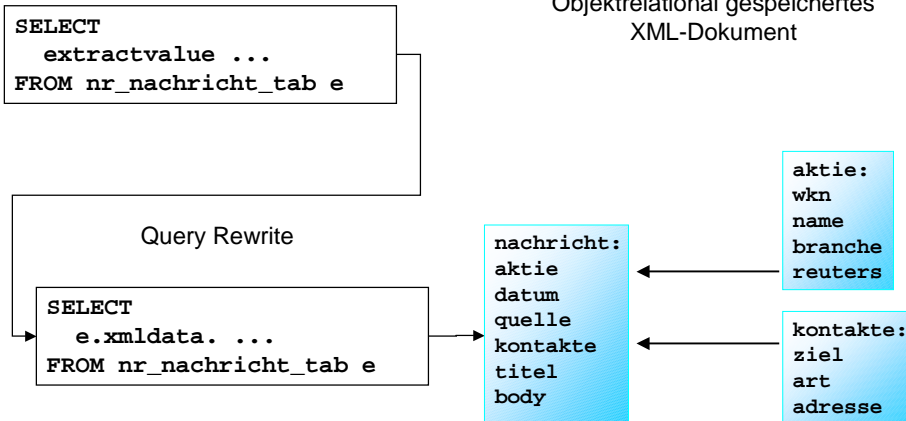 Objektrelational gespeichertes
XML-Dokument
SELECT
extractvalue ...
FROM nr_nachricht_tab e
Query Rewrite
SELECT
e.xmldata. ...
FROM nr_nachricht_tab e
nachricht:
aktie
datum
quelle
kontakte
titel
body
aktie:
wkn
name
branche
reuters
kontakte:
ziel
art
adresse